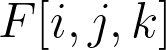 F[i, j, k]